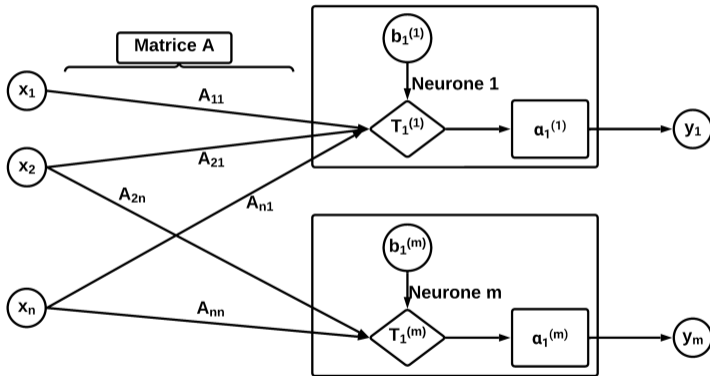 b₁⁽¹⁾
Matrice A
Neurone 1
x₁
A₁₁
T₁⁽¹⁾
α₁⁽¹⁾
y₁
x₂
A₂₁
A₂ₙ
Aₙ₁
b₁⁽ᵐ⁾
Neurone m
xₙ
Aₙₙ
T₁⁽ᵐ⁾
α₁⁽ᵐ⁾
yₘ